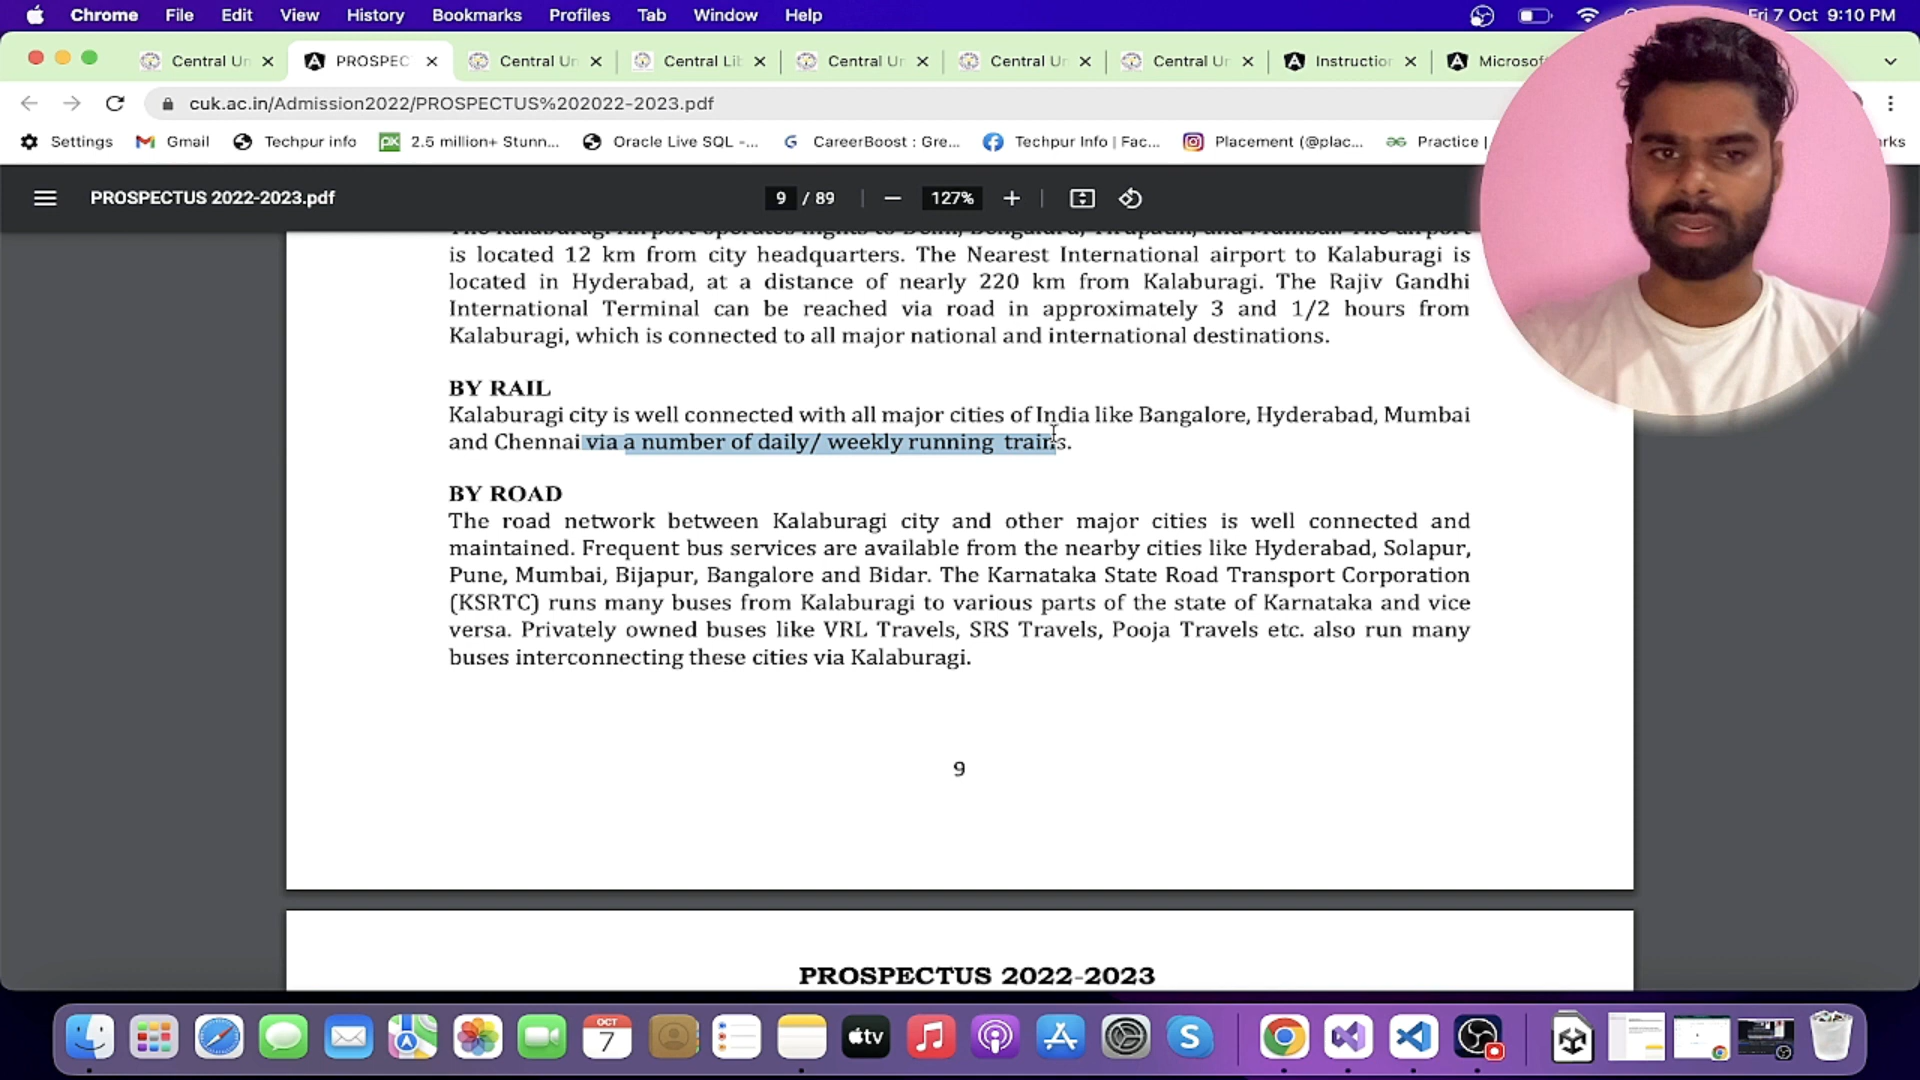 Chrome File Edit View History Bookmarks Profiles Tab Window Help Fri 7 Oct 9:10 PM
Central Un PROSPEC Central Un Central Lib Central Un Central Un Central Un Instruction Microsof
cuk.ac.in/Admission2022/PROSPECTUS%202022-2023.pdf
Settings Gmail Techpur info 2.5 million+ Stunn... Oracle Live SQL -... CareerBoost : Gre... Techpur Info | Fac... Placement (@plac... Practice |
PROSPECTUS 2022-2023.pdf 9 / 89 127%
is located 12 km from city headquarters. The Nearest International airport to Kalaburagi is
located in Hyderabad, at a distance of nearly 220 km from Kalaburagi. The Rajiv Gandhi
International Terminal can be reached via road in approximately 3 and 1/2 hours from
Kalaburagi, which is connected to all major national and international destinations.
BY RAIL
Kalaburagi city is well connected with all major cities of India like Bangalore, Hyderabad, Mumbai
and Chennai via a number of daily/ weekly running trains.
BY ROAD
The road network between Kalaburagi city and other major cities is well connected and
maintained. Frequent bus services are available from the nearby cities like Hyderabad, Solapur,
Pune, Mumbai, Bijapur, Bangalore and Bidar. The Karnataka State Road Transport Corporation
(KSRTC) runs many buses from Kalaburagi to various parts of the state of Karnataka and vice
versa. Privately owned buses like VRL Travels, SRS Travels, Pooja Travels etc. also run many
buses interconnecting these cities via Kalaburagi.
9
PROSPECTUS 2022-2023
OCT
7
tv